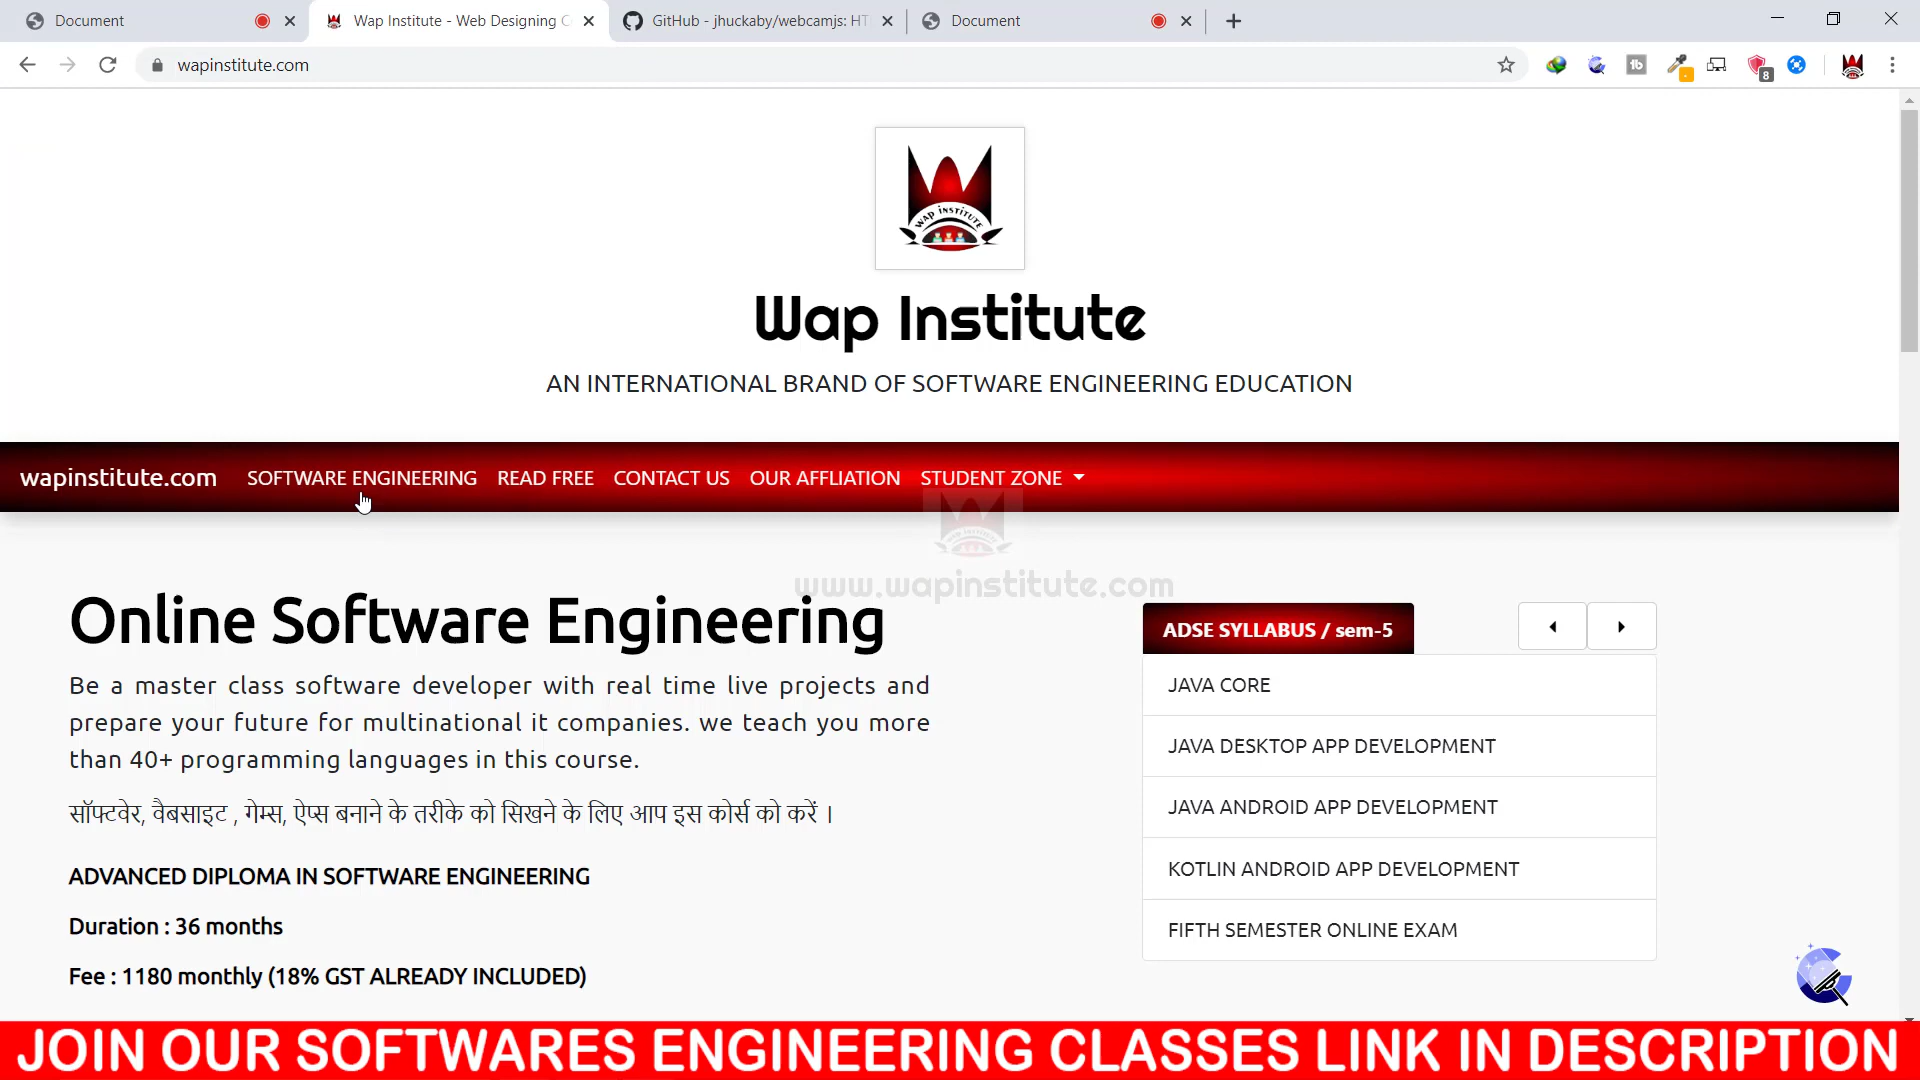 Document
Wap Institute - Web Designing C
GitHub - jhuckaby/webcamjs: HT
Document
wapinstitute.com
8
WAP INSTITUTE
Wap Institute
AN INTERNATIONAL BRAND OF SOFTWARE ENGINEERING EDUCATION
wapinstitute.com SOFTWARE ENGINEERING READ FREE CONTACT US OUR AFFLIATION STUDENT ZONE
www.wapinstitute.com
Online Software Engineering
Be a master class software developer with real time live projects and
prepare your future for multinational it companies. we teach you more
than 40+ programming languages in this course.
सॉफ्टवेर, वैबसाइट , गेम्स, ऐप्स बनाने के तरीके को सिखने के लिए आप इस कोर्स को करें ।
ADVANCED DIPLOMA IN SOFTWARE ENGINEERING
Duration : 36 months
Fee : 1180 monthly (18% GST ALREADY INCLUDED)
ADSE SYLLABUS / sem-5
JAVA CORE
JAVA DESKTOP APP DEVELOPMENT
JAVA ANDROID APP DEVELOPMENT
KOTLIN ANDROID APP DEVELOPMENT
FIFTH SEMESTER ONLINE EXAM
JOIN OUR SOFTWARES ENGINEERING CLASSES LINK IN DESCRIPTION